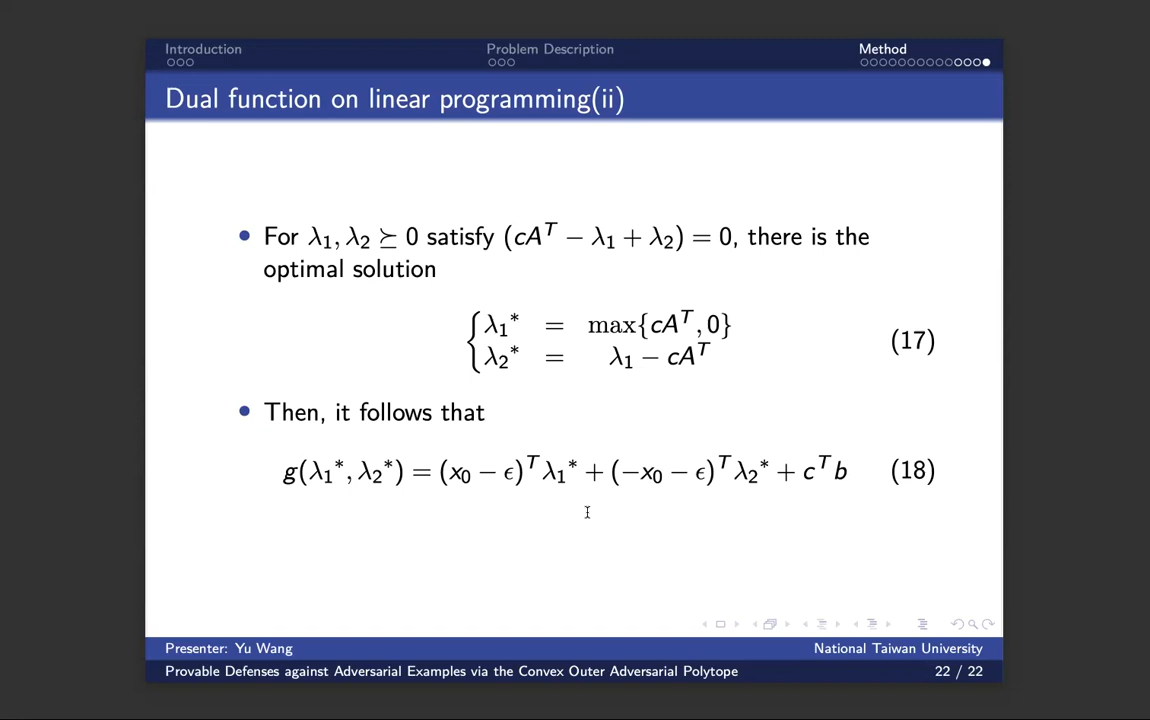 Introduction Problem Description Method
Dual function on linear programming(ii)
• For λ₁, λ₂ ⪰ 0 satisfy (cAᵀ − λ₁ + λ₂) = 0, there is the
optimal solution
λ₁* = max{cAᵀ, 0}
λ₂* = λ₁ − cAᵀ
(17)
• Then, it follows that
g(λ₁*, λ₂*) = (x₀ − ϵ)ᵀλ₁* + (−x₀ − ϵ)ᵀλ₂* + cᵀb (18)
Presenter: Yu Wang National Taiwan University
Provable Defenses against Adversarial Examples via the Convex Outer Adversarial Polytope 22 / 22